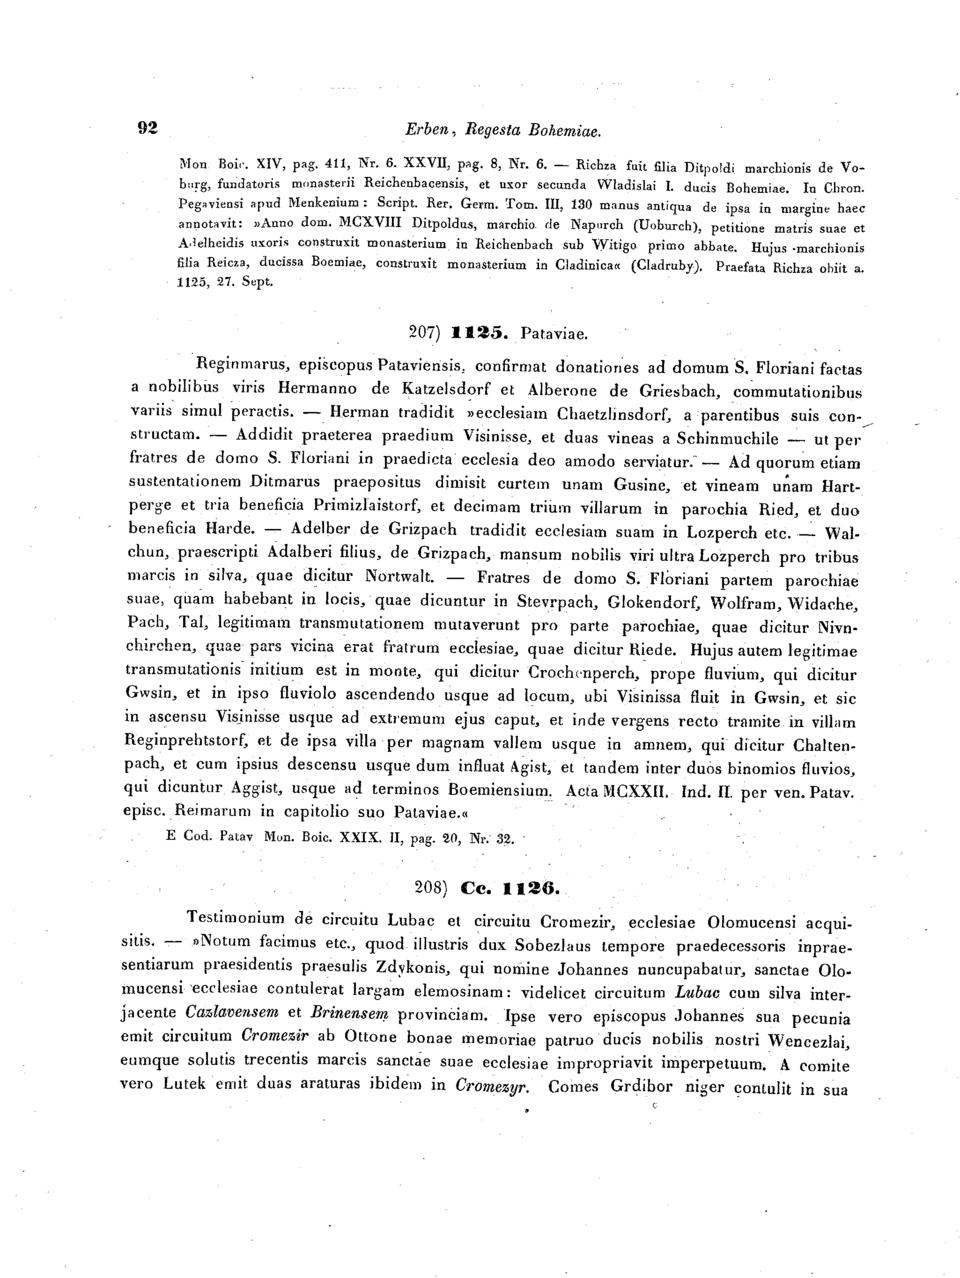 92
Erben, Regesta Bohemiae.
Mon Boic. XIV, pag. 411, Nr. 6. XXVII, pag. 8, Nr. 6. — Richza fuit filia Ditpoldi marchionis de Vo-
burg, fundatoris monasterii Reichenbacensis, et uxor secunda Wladislai I. ducis Bohemiae. In Chron.
Pegaviensi apud Menkenium: Script. Rer. Germ. Tom. III, 130 manus antiqua de ipsa in margine haec
annotavit: »Anno dom. MCXVIII Ditpoldus, marchio de Napurch (Uoburch), petitione matris suae et
Adelheidis uxoris construxit monasterium in Reichenbach sub Witigo primo abbate. Hujus marchionis
filia Reicza, ducissa Boemiae, construxit monasterium in Cladinica« (Cladruby). Praefata Richza obiit a.
1125, 27. Sept.
207) 1125. Pataviae.
Reginmarus, episcopus Pataviensis, confirmat donationes ad domum S. Floriani factas
a nobilibus viris Hermanno de Katzelsdorf et Alberone de Griesbach, commutationibus
variis simul peractis. — Herman tradidit »ecclesiam Chaetzlinsdorf, a parentibus suis con-
structam. — Addidit praeterea praedium Visinisse, et duas vineas a Schinmuchile — ut per
fratres de domo S. Floriani in praedicta ecclesia deo amodo serviatur. — Ad quorum etiam
sustentationem Ditmarus praepositus dimisit curtem unam Gusine, et vineam unam Hart-
perge et tria beneficia Primizlaistorf, et decimam trium villarum in parochia Ried, et duo
beneficia Harde. — Adelber de Grizpach tradidit ecclesiam suam in Lozperch etc. — Wal-
chun, praescripti Adalberi filius, de Grizpach, mansum nobilis viri ultra Lozperch pro tribus
marcis in silva, quae dicitur Nortwalt. — Fratres de domo S. Floriani partem parochiae
suae, quam habebant in locis, quae dicuntur in Stevrpach, Glokendorf, Wolfram, Widache,
Pach, Tal, legitimam transmutationem mutaverunt pro parte parochiae, quae dicitur Nivn-
chirchen, quae pars vicina erat fratrum ecclesiae, quae dicitur Riede. Hujus autem legitimae
transmutationis initium est in monte, qui dicitur Crochenperch, prope fluvium, qui dicitur
Gwsin, et in ipso fluviolo ascendendo usque ad locum, ubi Visinissa fluit in Gwsin, et sic
in ascensu Visinisse usque ad extremum ejus caput, et inde vergens recto tramite in villam
Reginprehtstorf, et de ipsa villa per magnam vallem usque in amnem, qui dicitur Chalten-
pach, et cum ipsius descensu usque dum influat Agist, et tandem inter duos binomios fluvios,
qui dicuntur Aggist, usque ad terminos Boemiensium. Acta MCXXII. Ind. II. per ven. Patav.
episc. Reimarum in capitolio suo Pataviae.«
E Cod. Patav Mon. Boic. XXIX. II, pag. 20, Nr. 32.
208) Cc. 1126.
Testimonium de circuitu Lubac et circuitu Cromezir, ecclesiae Olomucensi acqui-
sitis. — »Notum facimus etc., quod illustris dux Sobezlaus tempore praedecessoris inprae-
sentiarum praesidentis praesulis Zdykonis, qui nomine Johannes nuncupabatur, sanctae Olo-
mucensi ecclesiae contulerat largam elemosinam: videlicet circuitum Lubac cum silva inter-
jacente Cazlavensem et Brinensem provinciam. Ipse vero episcopus Johannes sua pecunia
emit circuitum Cromezir ab Ottone bonae memoriae patruo ducis nobilis nostri Wencezlai,
eumque solutis trecentis marcis sanctae suae ecclesiae impropriavit imperpetuum. A comite
vero Lutek emit duas araturas ibidem in Cromezyr. Comes Grdibor niger contulit in sua